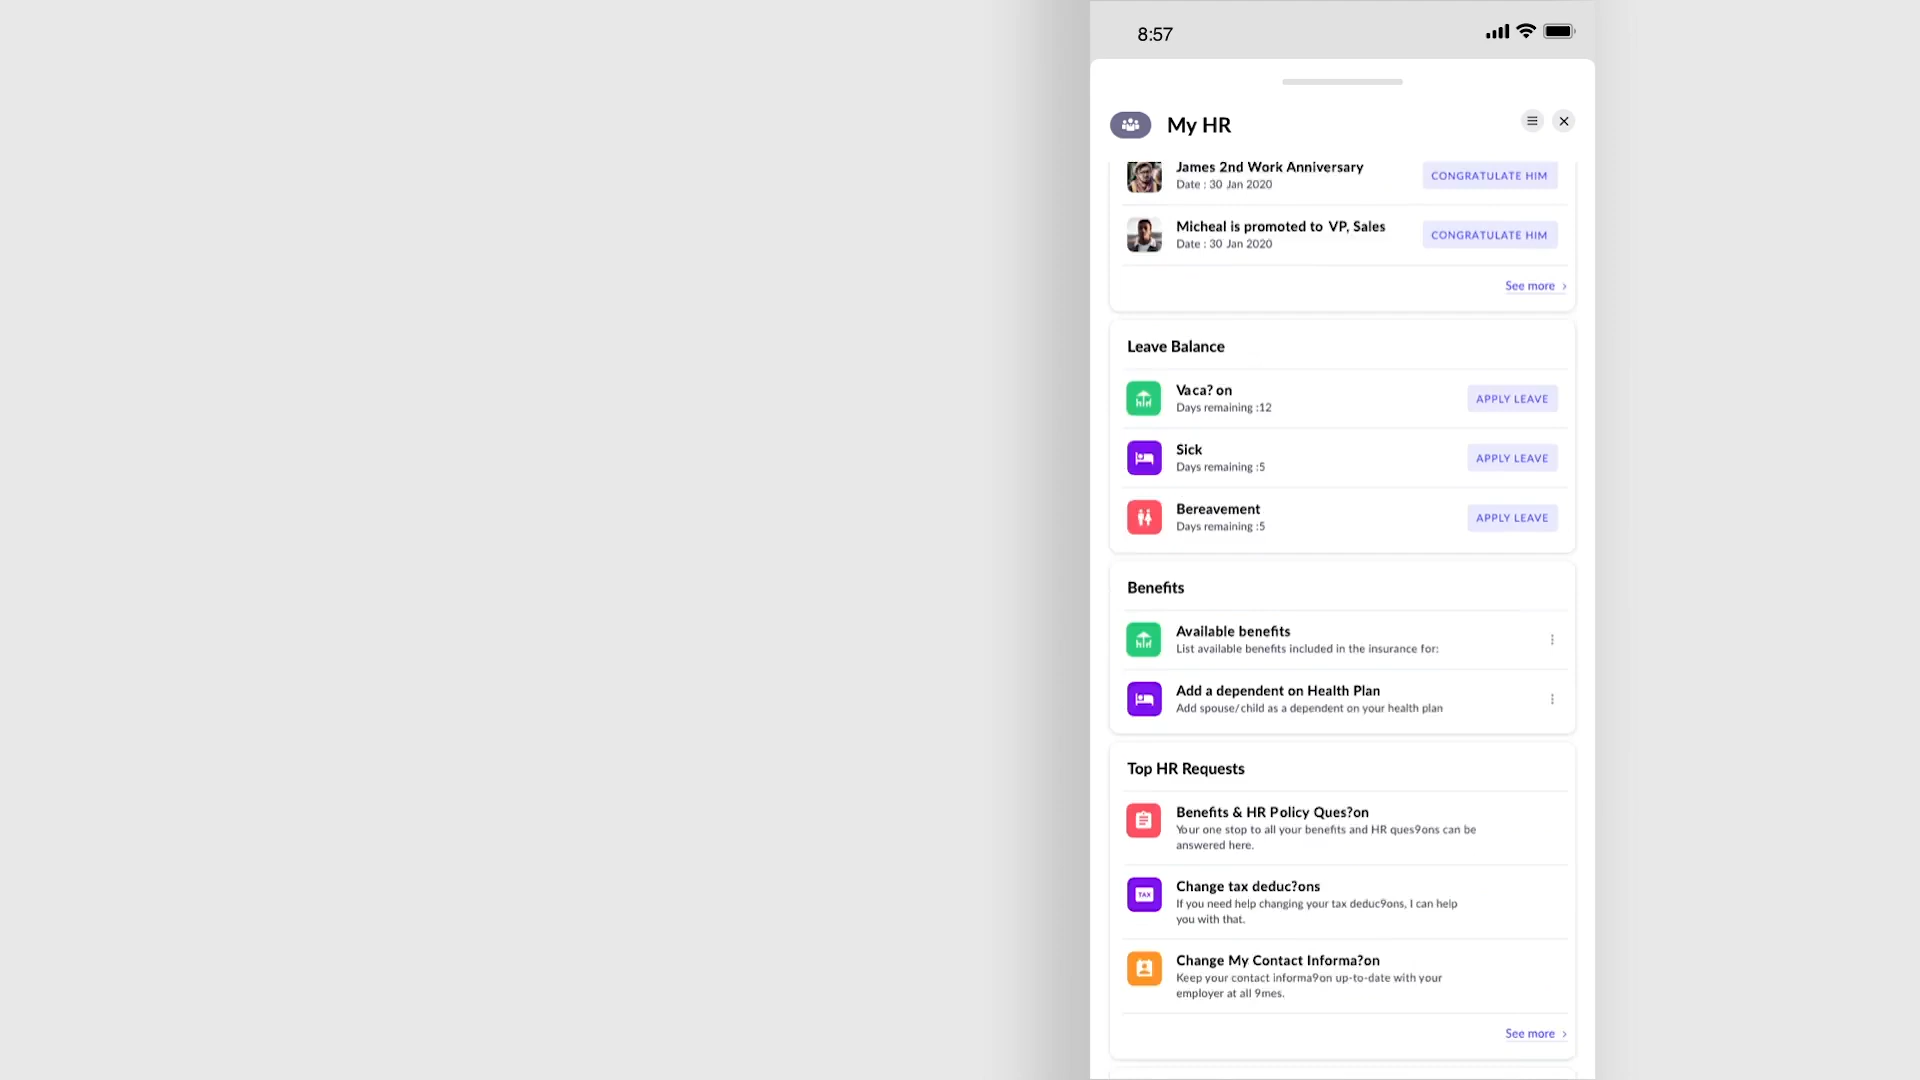 8:57
My HR
James 2nd Work Anniversary
Date : 30 Jan 2020
CONGRATULATE HIM
Micheal is promoted to VP, Sales
Date : 30 Jan 2020
CONGRATULATE HIM
See more
Leave Balance
Vaca? on
Days remaining :12
APPLY LEAVE
Sick
Days remaining :5
APPLY LEAVE
Bereavement
Days remaining :5
APPLY LEAVE
Benefits
Available benefits
List available benefits included in the insurance for:
Add a dependent on Health Plan
Add spouse/child as a dependent on your health plan
Top HR Requests
Benefits & HR Policy Ques?on
Your one stop to all your benefits and HR ques9ons can be
answered here.
TAX
Change tax deduc?ons
If you need help changing your tax deduc9ons, I can help
you with that.
Change My Contact Informa?on
Keep your contact informa9on up-to-date with your
employer at all 9mes.
See more